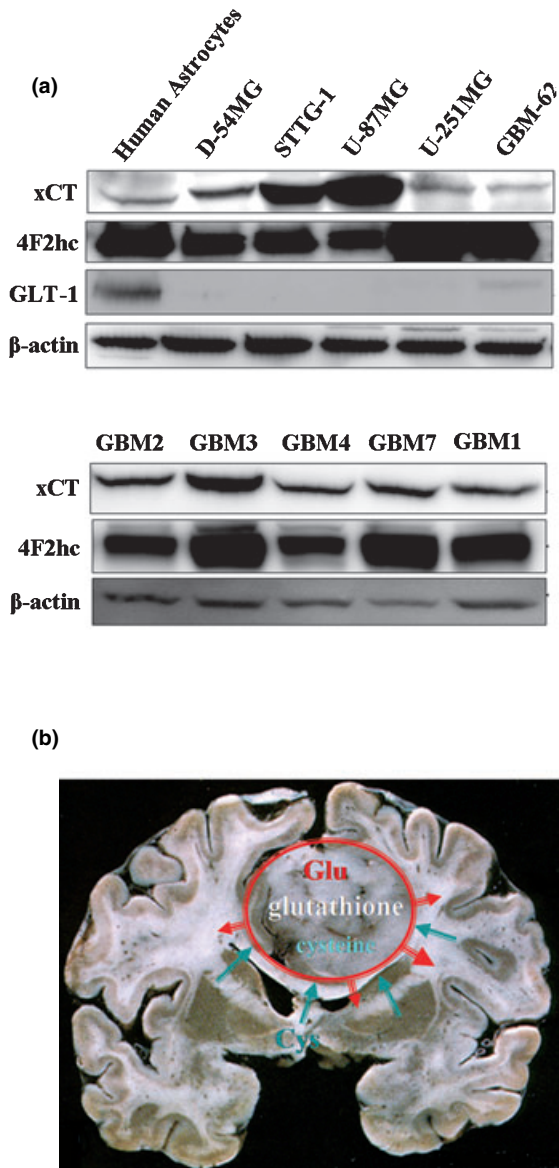 (a)
Human Astrocytes D-54MG STTG-1 U-87MG U-251MG GBM-62
xCT
4F2hc
GLT-1
β-actin
GBM2 GBM3 GBM4 GBM7 GBM1
xCT
4F2hc
β-actin
(b)
Glu
glutathione
cysteine
Cys